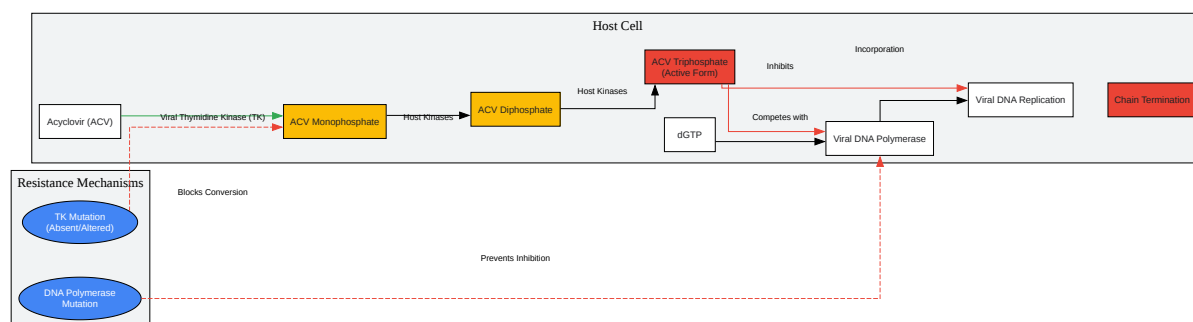 Host Cell
Incorporation
ACV Triphosphate
(Active Form)
Inhibits
Host Kinases
Viral DNA Replication
Chain Termination
ACV Diphosphate
Acyclovir (ACV)
Viral Thymidine Kinase (TK)
ACV Monophosphate
Host Kinases
Competes with
dGTP
Viral DNA Polymerase
Resistance Mechanisms
Blocks Conversion
TK Mutation
(Absent/Altered)
Prevents Inhibition
DNA Polymerase
Mutation